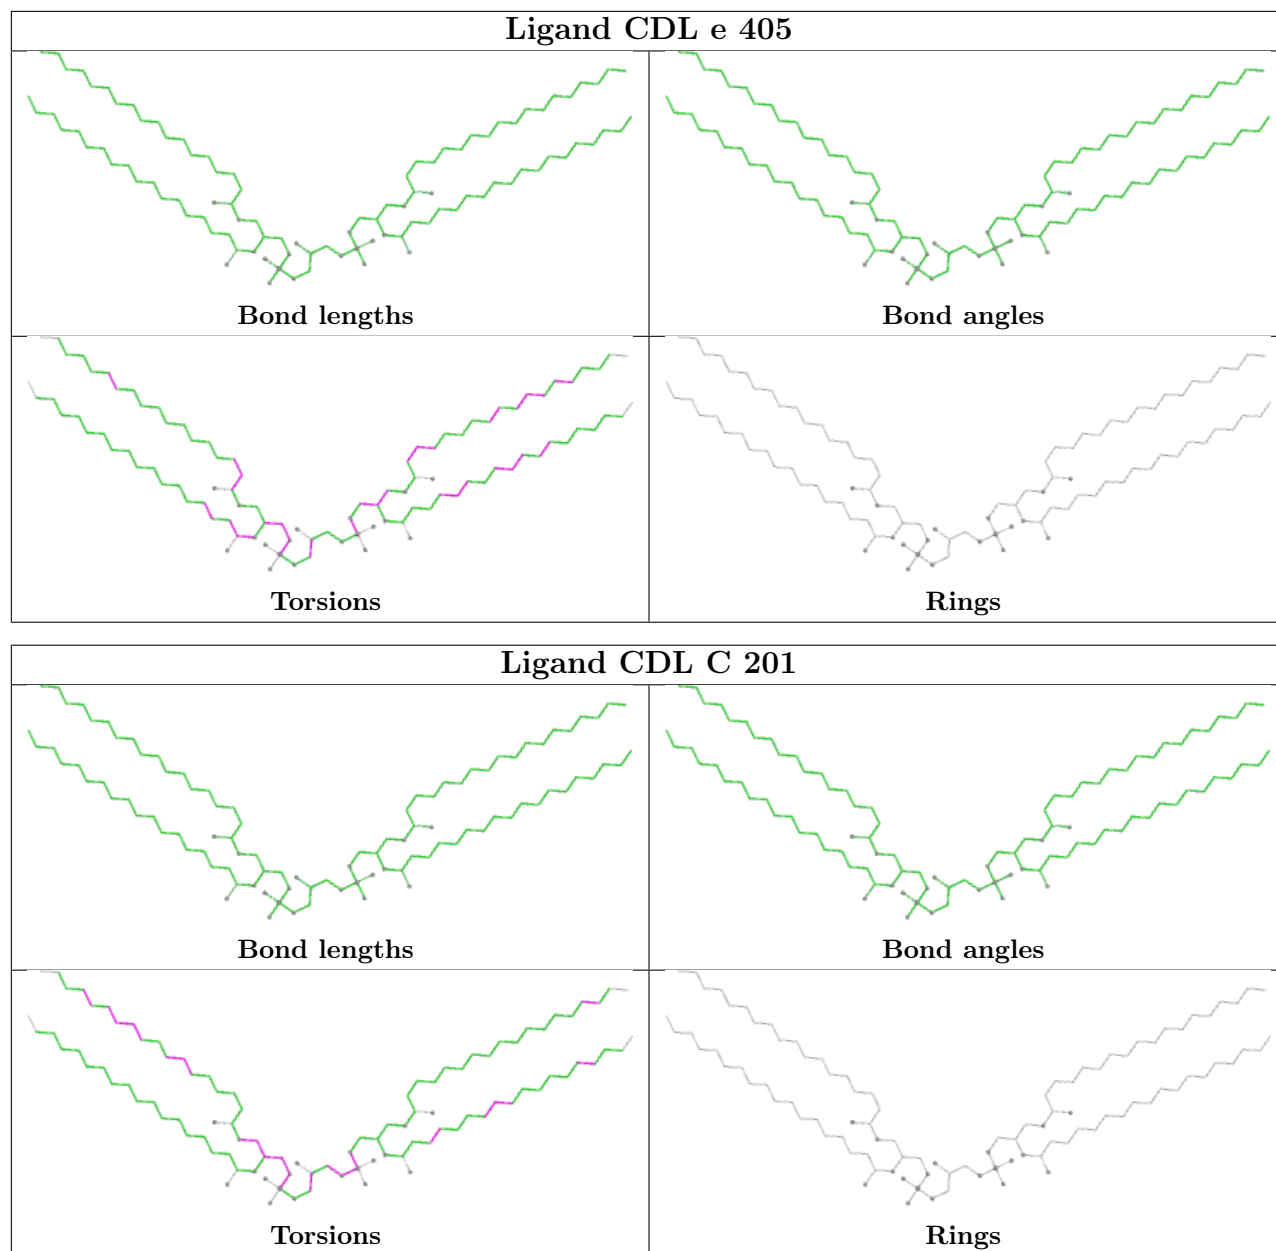 Ligand CDL e 405
Bond lengths
Bond angles
Torsions
Rings
Ligand CDL C 201
Bond lengths
Bond angles
Torsions
Rings